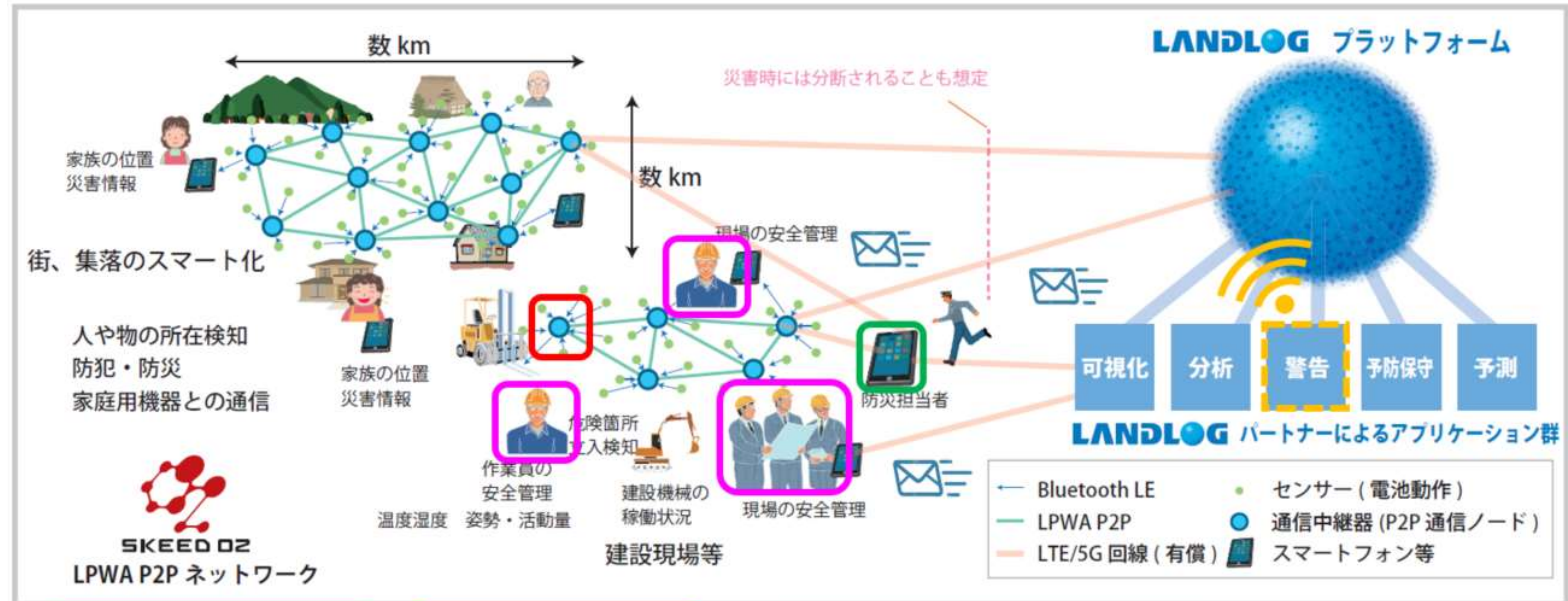 数 km
LANDLOG プラットフォーム
災害時には分断されることも想定
家族の位置
災害情報
数 km
現場の安全管理
街、集落のスマート化
人や物の所在検知
防犯・防災
家庭用機器との通信
家族の位置
災害情報
防災担当者
可視化
分析
警告
予防保守
予測
LANDLOG パートナーによるアプリケーション群
危険箇所
立入検知
作業員の
安全管理
温度湿度 姿勢・活動量
建設機械の
稼働状況
現場の安全管理
建設現場等
SKEED OZ
LPWA P2P ネットワーク
Bluetooth LE
LPWA P2P
LTE/5G 回線 ( 有償 )
センサー ( 電池動作 )
通信中継器 (P2P 通信ノード )
スマートフォン等